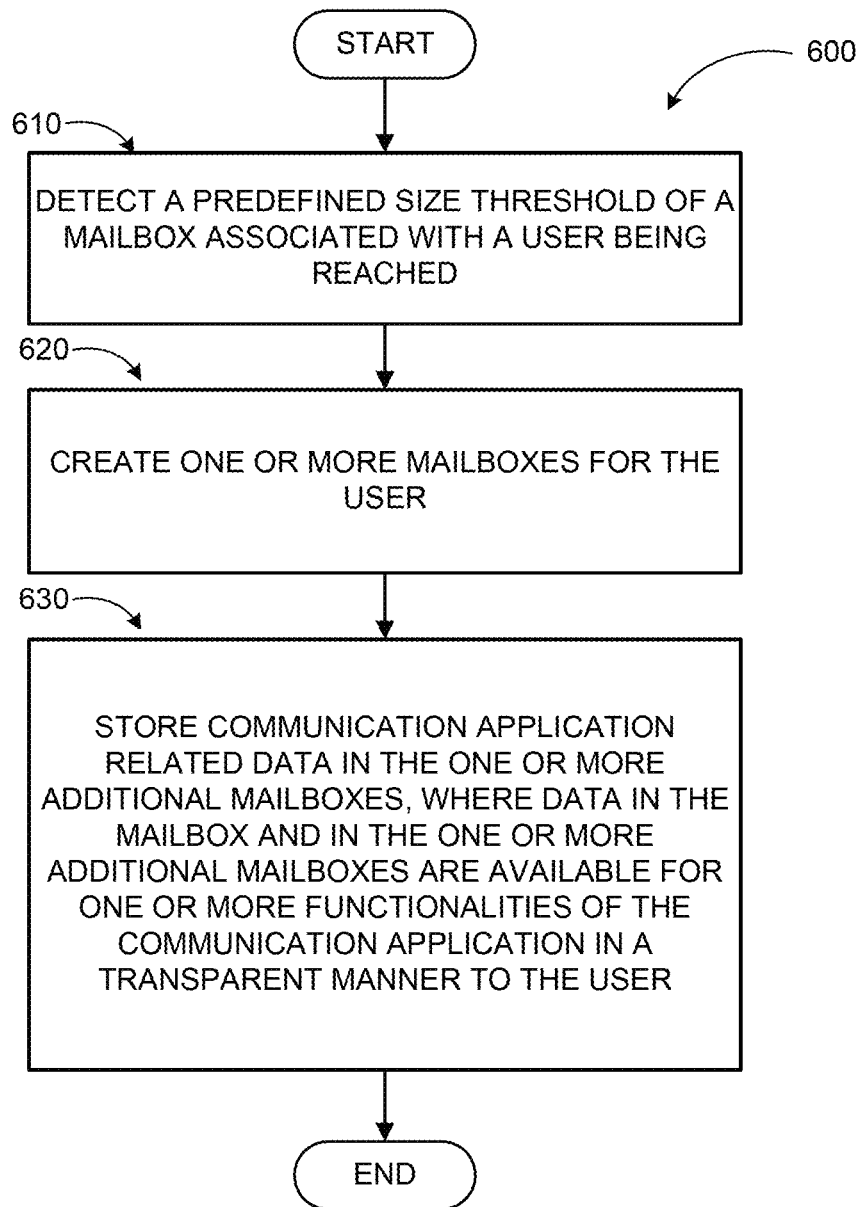 START
600
610
DETECT A PREDEFINED SIZE THRESHOLD OF A
MAILBOX ASSOCIATED WITH A USER BEING
REACHED
620
CREATE ONE OR MORE MAILBOXES FOR THE
USER
630
STORE COMMUNICATION APPLICATION
RELATED DATA IN THE ONE OR MORE
ADDITIONAL MAILBOXES, WHERE DATA IN THE
MAILBOX AND IN THE ONE OR MORE
ADDITIONAL MAILBOXES ARE AVAILABLE FOR
ONE OR MORE FUNCTIONALITIES OF THE
COMMUNICATION APPLICATION IN A
TRANSPARENT MANNER TO THE USER
END